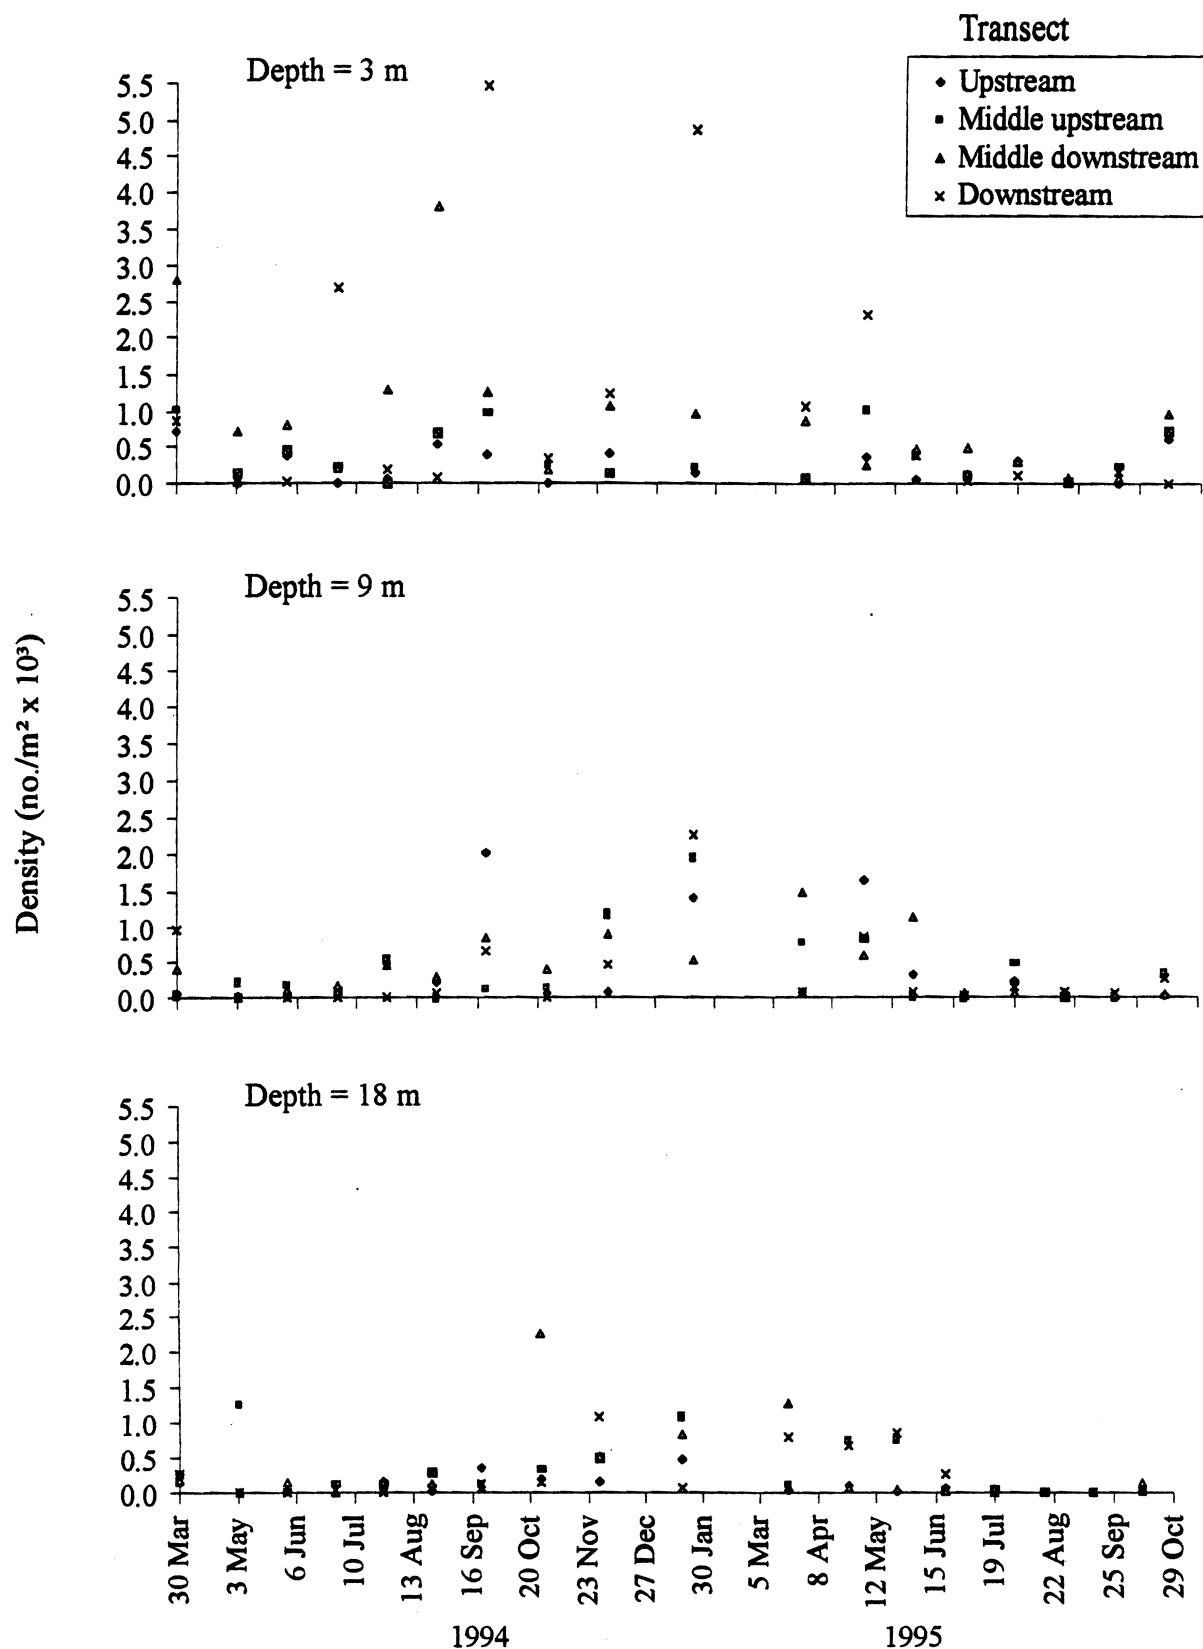 Transect
Upstream
Middle upstream
Middle downstream
Downstream
Depth = 3 m
5.5
5.0
4.5
4.0
3.5
3.0
2.5
2.0
1.5
1.0
0.5
0.0
Depth = 9 m
5.5
5.0
4.5
4.0
3.5
3.0
2.5
2.0
1.5
1.0
0.5
0.0
Density (no./m² x 10³)
Depth = 18 m
5.5
5.0
4.5
4.0
3.5
3.0
2.5
2.0
1.5
1.0
0.5
0.0
30 Mar
3 May
6 Jun
10 Jul
13 Aug
16 Sep
20 Oct
23 Nov
27 Dec
30 Jan
5 Mar
8 Apr
12 May
15 Jun
19 Jul
22 Aug
25 Sep
29 Oct
1994
1995